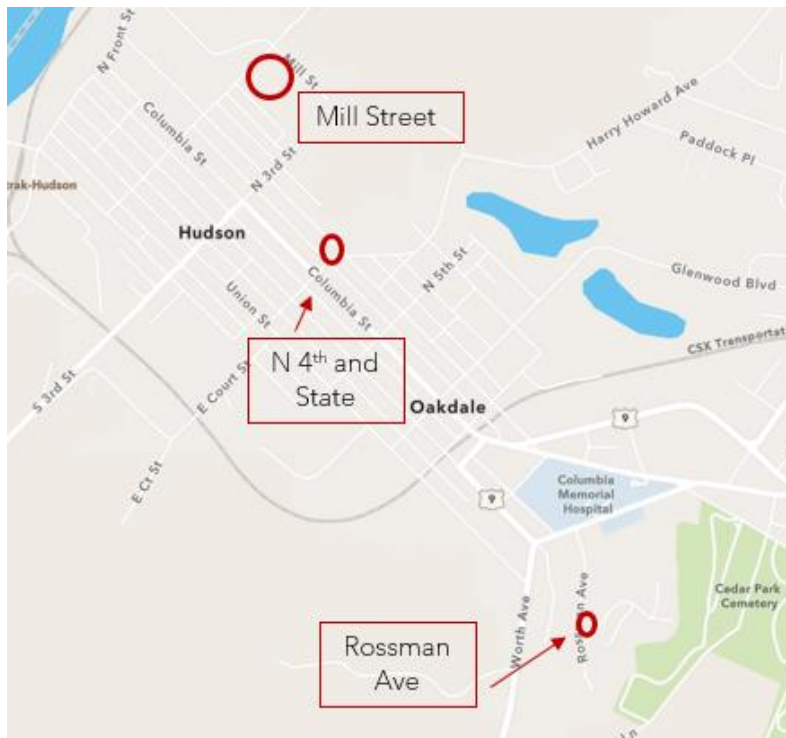 N Front St
Mill St
Mill Street
Columbia St
Harry Howard Ave
Paddock Pl
N 3rd St
trak-Hudson
Hudson
Columbia St
N 5th St
Glenwood Blvd
Union St
CSX Transportat
N 4th and
State
S 3rd St
E Court St
Oakdale
9
E Ct St
Columbia
Memorial
Hospital
9
Cedar Park
Cemetery
Worth Ave
Rossman Ave
Rossman
Ave
Ln